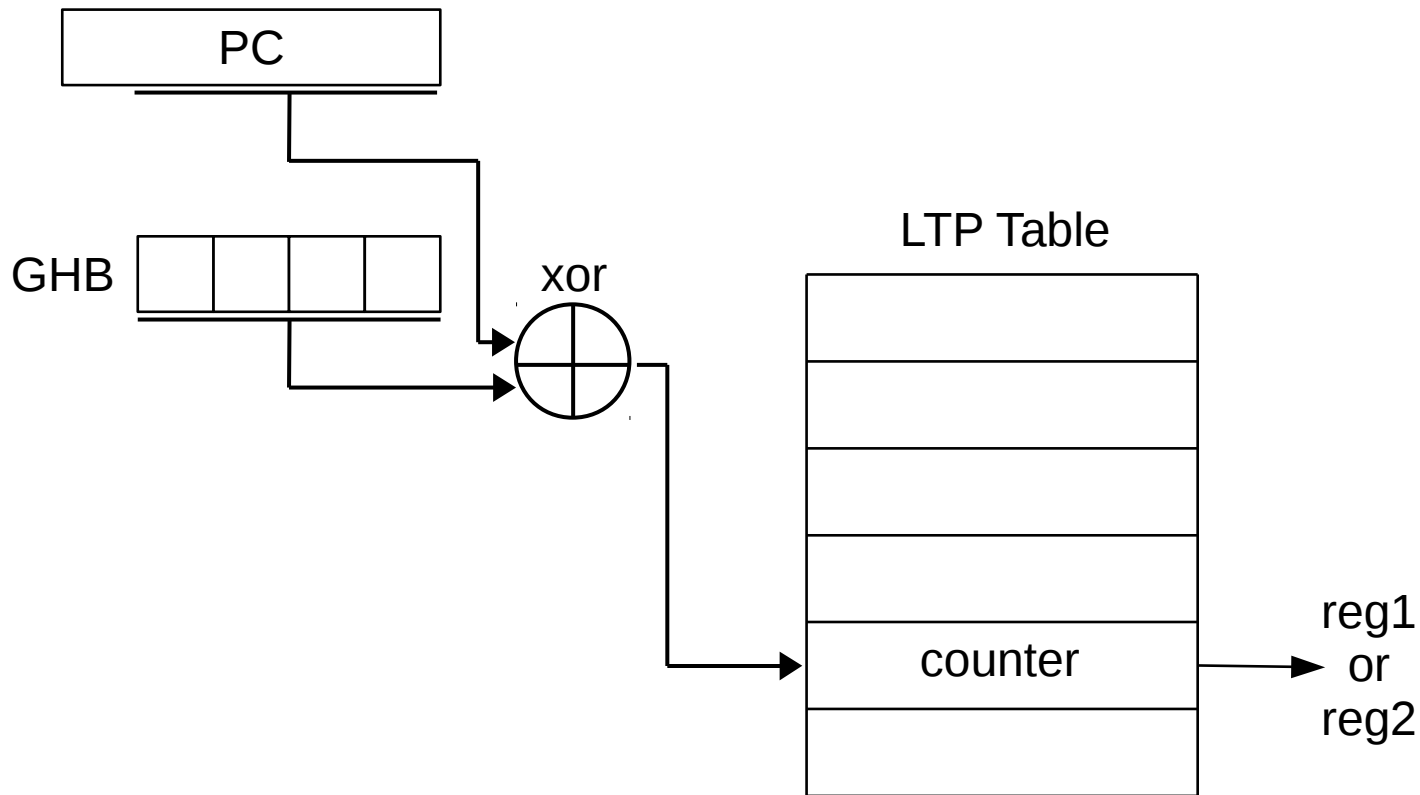 PC
GHB
xor
LTP Table
counter
reg1
or
reg2